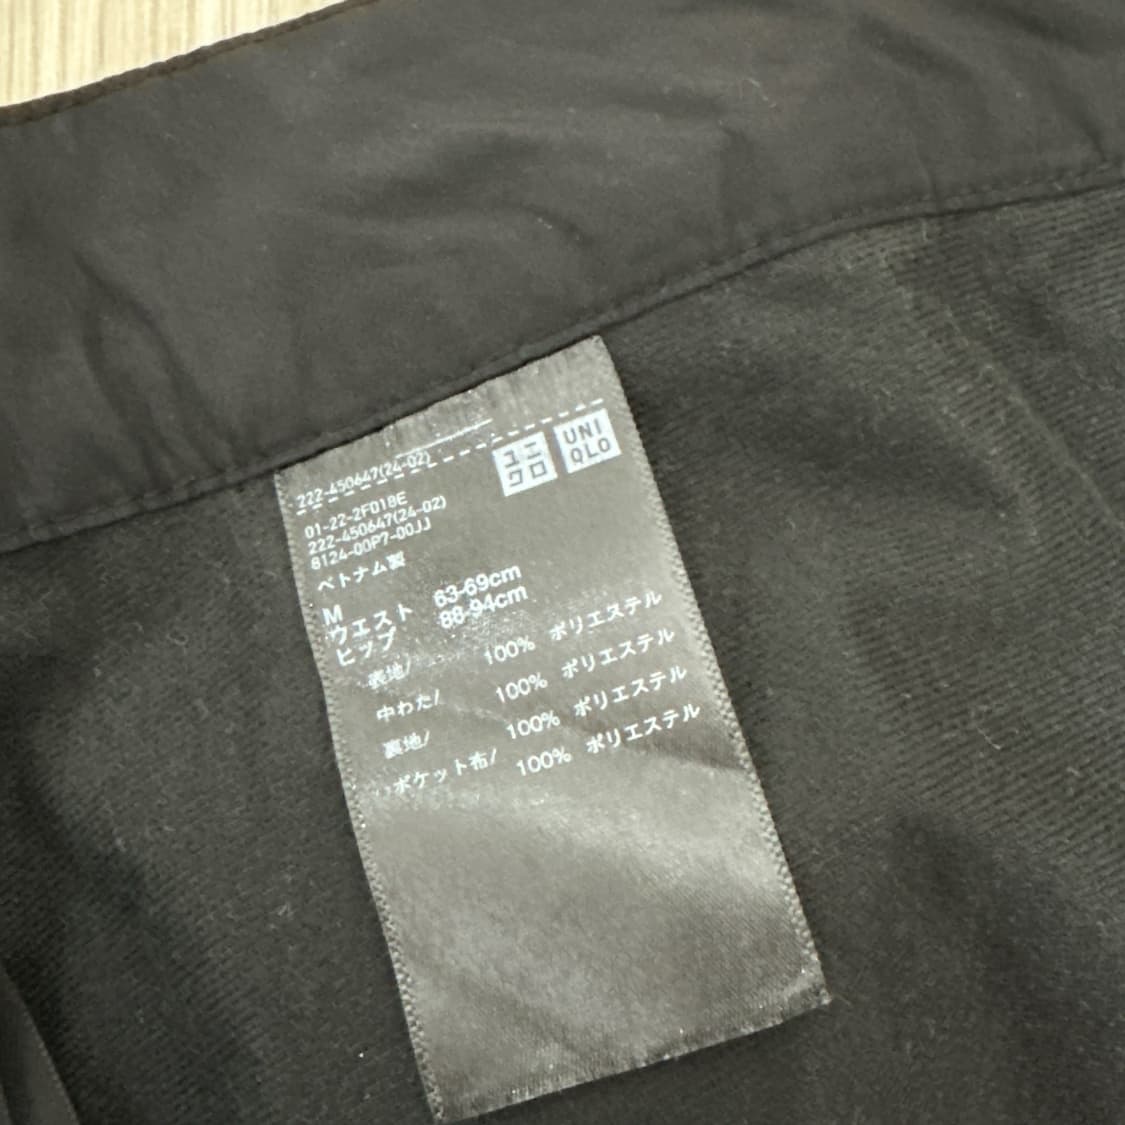 222-450647(24-02)
ユニクロ
UNIQLO
01-22-2F018E
222-450647(24-02)
8124-00P7-00JJ
ベトナム製
M
ウエスト 63-69cm
ヒップ 88-94cm
表地/ 100% ポリエステル
中わた/ 100% ポリエステル
裏地/ 100% ポリエステル
ポケット布/ 100% ポリエステル